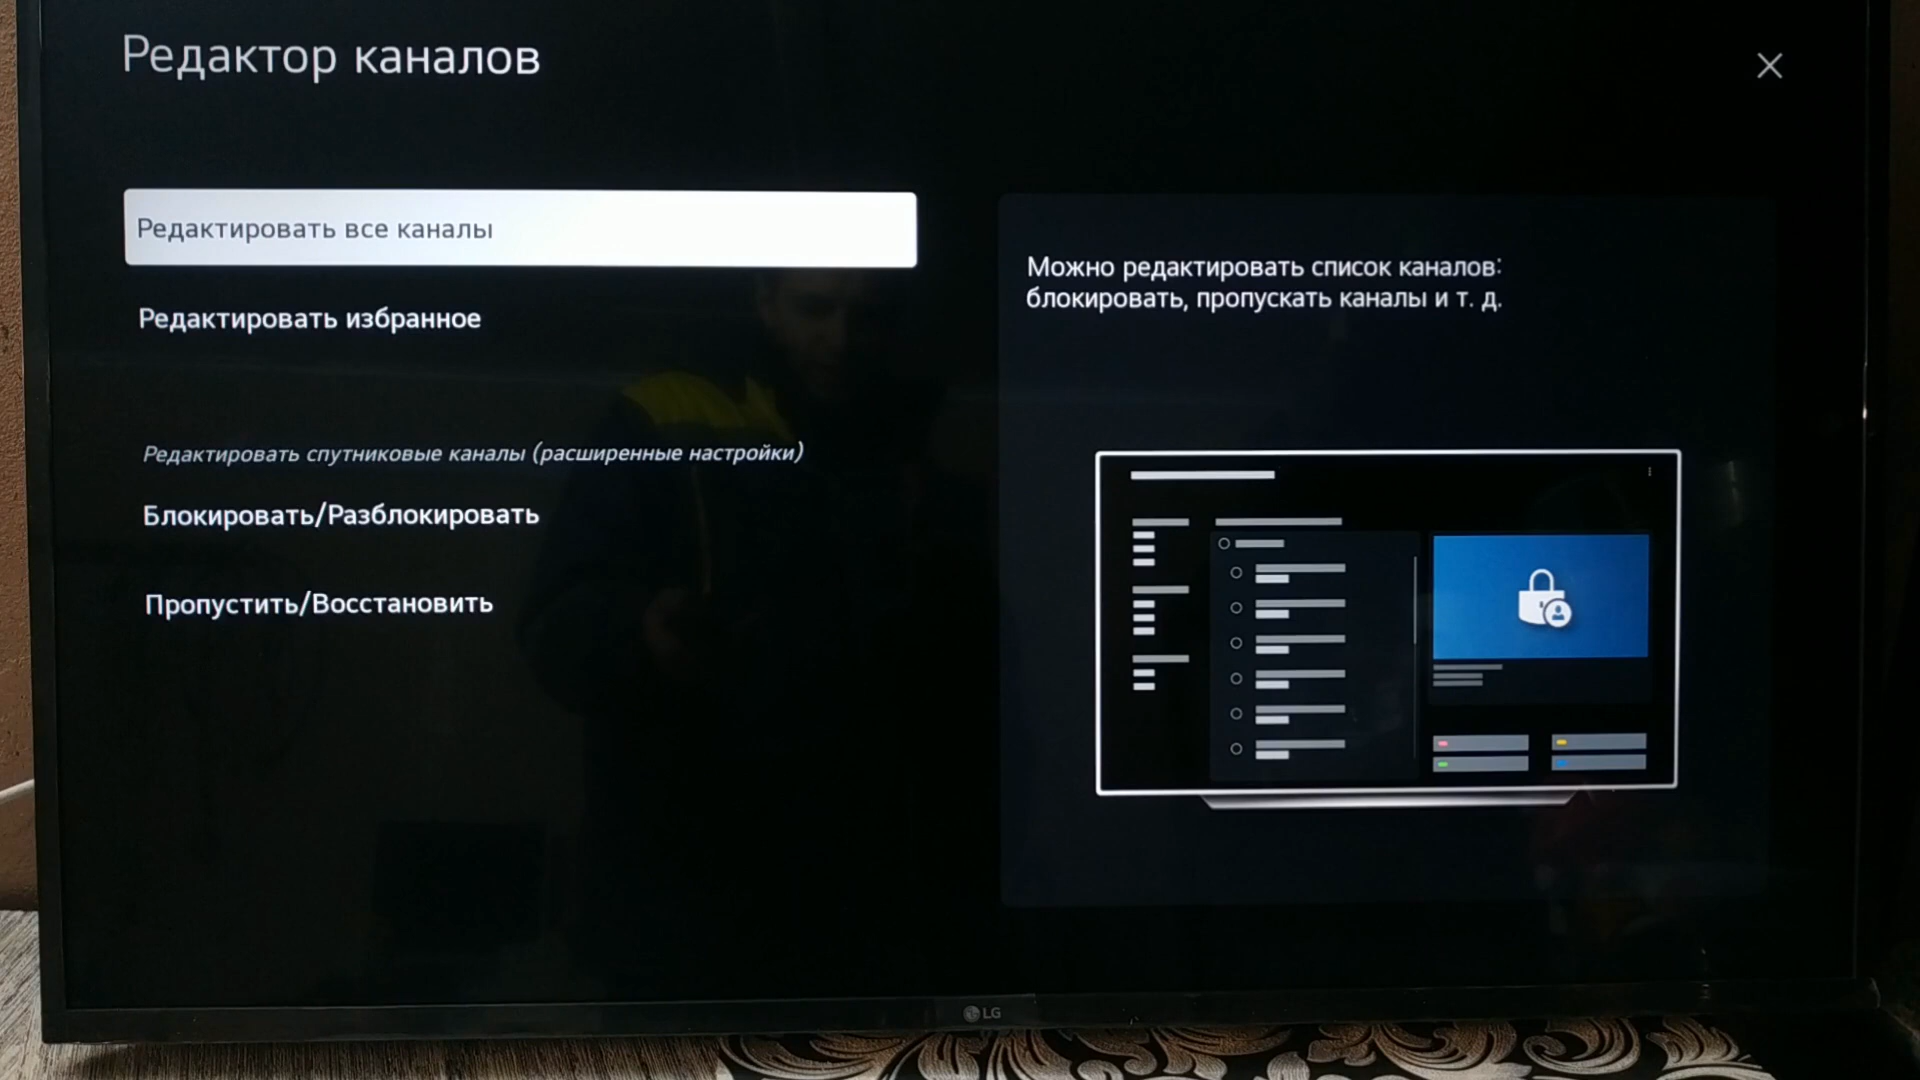 Редактор каналов
Редактировать все каналы
Редактировать избранное
Редактировать спутниковые каналы (расширенные настройки)
Блокировать/Разблокировать
Пропустить/Восстановить
Можно редактировать список каналов:
блокировать, пропускать каналы и т. д.
LG